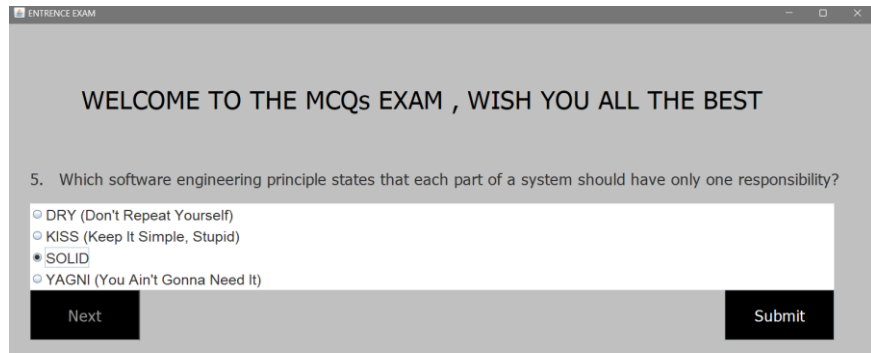 ENTRENCE EXAM
WELCOME TO THE MCQs EXAM , WISH YOU ALL THE BEST
5. Which software engineering principle states that each part of a system should have only one responsibility?
DRY (Don't Repeat Yourself)
KISS (Keep It Simple, Stupid)
SOLID
YAGNI (You Ain't Gonna Need It)
Next Submit